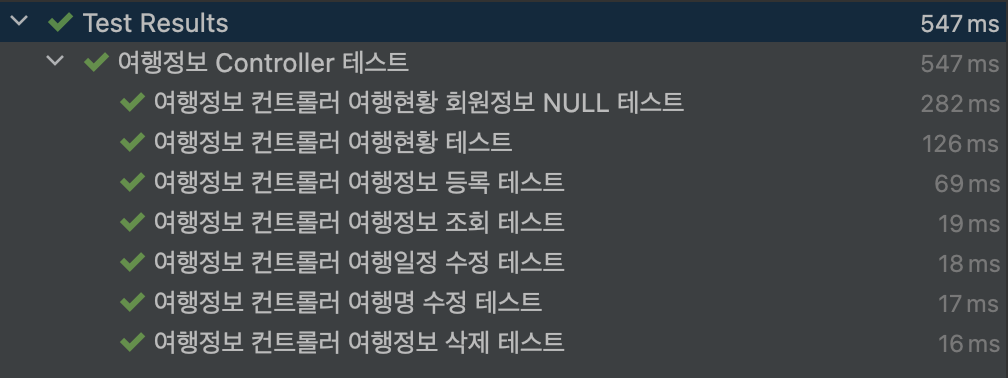 Test Results 547 ms
여행정보 Controller 테스트 547 ms
여행정보 컨트롤러 여행현황 회원정보 NULL 테스트 282 ms
여행정보 컨트롤러 여행현황 테스트 126 ms
여행정보 컨트롤러 여행정보 등록 테스트 69 ms
여행정보 컨트롤러 여행정보 조회 테스트 19 ms
여행정보 컨트롤러 여행일정 수정 테스트 18 ms
여행정보 컨트롤러 여행명 수정 테스트 17 ms
여행정보 컨트롤러 여행정보 삭제 테스트 16 ms